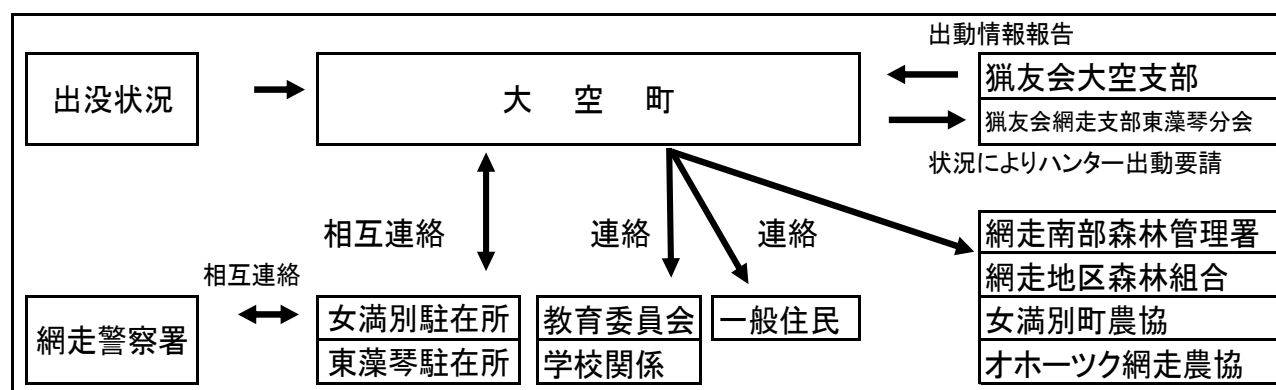 出動情報報告
出没状況
大　空　町
猟友会大空支部
猟友会網走支部東藻琴分会
状況によりハンター出動要請
相互連絡
連絡
連絡
相互連絡
網走警察署
女満別駐在所
東藻琴駐在所
教育委員会
学校関係
一般住民
網走南部森林管理署
網走地区森林組合
女満別町農協
オホーツク網走農協